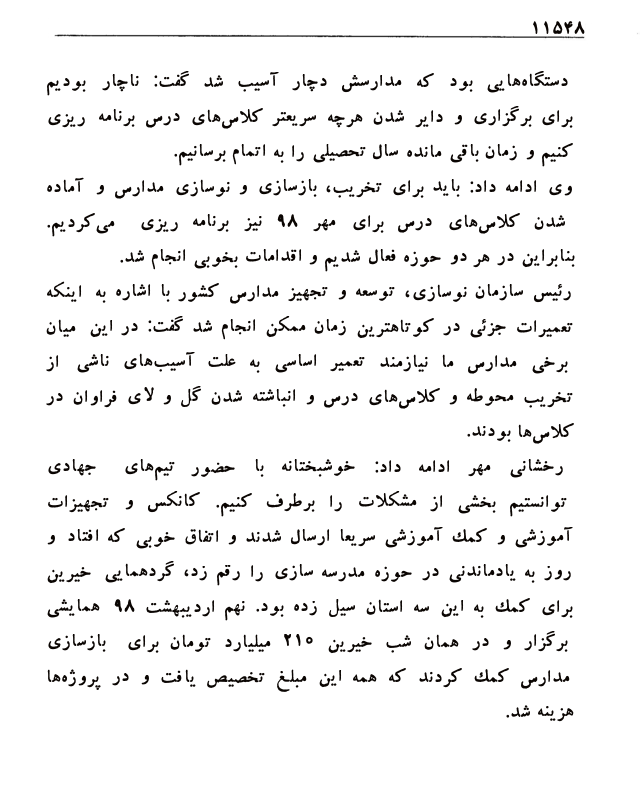 ۱۱۵۴۸
دستگاه‌هایی بود که مدارسش دچار آسیب شد گفت: ناچار بودیم
برای برگزاری و دایر شدن هرچه سریعتر کلاس‌های درس برنامه ریزی
کنیم و زمان باقی مانده سال تحصیلی را به اتمام برسانیم.
وی ادامه داد: باید برای تخریب، بازسازی و نوسازی مدارس و آماده
شدن کلاس‌های درس برای مهر ۹۸ نیز برنامه ریزی می‌کردیم.
بنابراین در هر دو حوزه فعال شدیم و اقدامات بخوبی انجام شد.
رئیس سازمان نوسازی، توسعه و تجهیز مدارس کشور با اشاره به اینکه
تعمیرات جزئی در کوتاهترین زمان ممکن انجام شد گفت: در این میان
برخی مدارس ما نیازمند تعمیر اساسی به علت آسیب‌های ناشی از
تخریب محوطه و کلاس‌های درس و انباشته شدن گل و لای فراوان در
کلاس‌ها بودند.
رخشانی مهر ادامه داد: خوشبختانه با حضور تیم‌های جهادی
توانستیم بخشی از مشکلات را برطرف کنیم. کانکس و تجهیزات
آموزشی و کمك آموزشی سریعا ارسال شدند و اتفاق خوبی که افتاد و
روز به یادماندنی در حوزه مدرسه سازی را رقم زد، گردهمایی خیرین
برای کمك به این سه استان سیل زده بود. نهم اردیبهشت ۹۸ همایشی
برگزار و در همان شب خیرین ۲۱۰ میلیارد تومان برای بازسازی
مدارس کمك کردند که همه این مبلغ تخصیص یافت و در پروژه‌ها
هزینه شد.